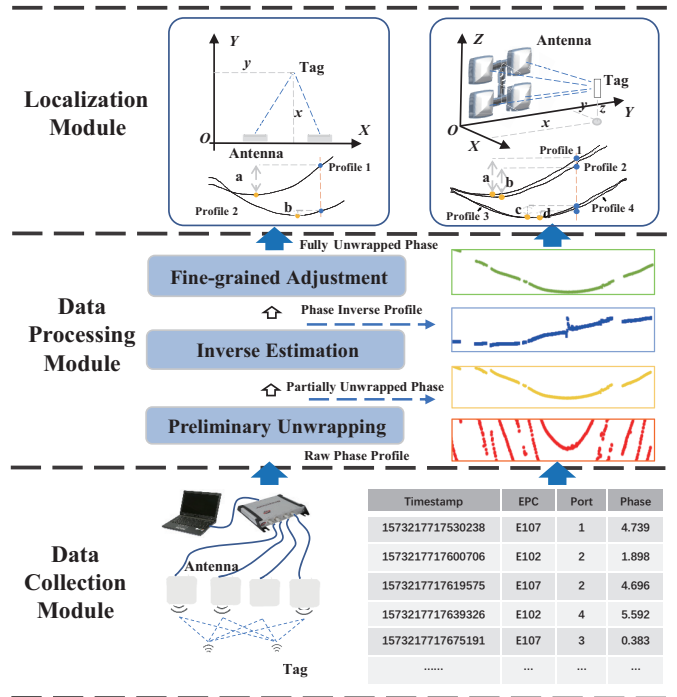 Localization
Module
Y
y
Tag
x
O
X
Antenna
a
Profile 1
Profile 2
b
Z
Antenna
Tag
z
y
Y
x
O
X
Profile 1
a
b
Profile 2
c
d
Profile 3
Profile 4
Data
Processing
Module
Fully Unwrapped Phase
Fine-grained Adjustment
Phase Inverse Profile
Inverse Estimation
Partially Unwrapped Phase
Preliminary Unwrapping
Raw Phase Profile
Data
Collection
Module
Antenna
Tag
Timestamp EPC Port Phase
1573217717530238 E107 1 4.739
1573217717600706 E102 2 1.898
1573217717619575 E107 2 4.696
1573217717639326 E102 4 5.592
1573217717675191 E107 3 0.383
...... ... ... ...